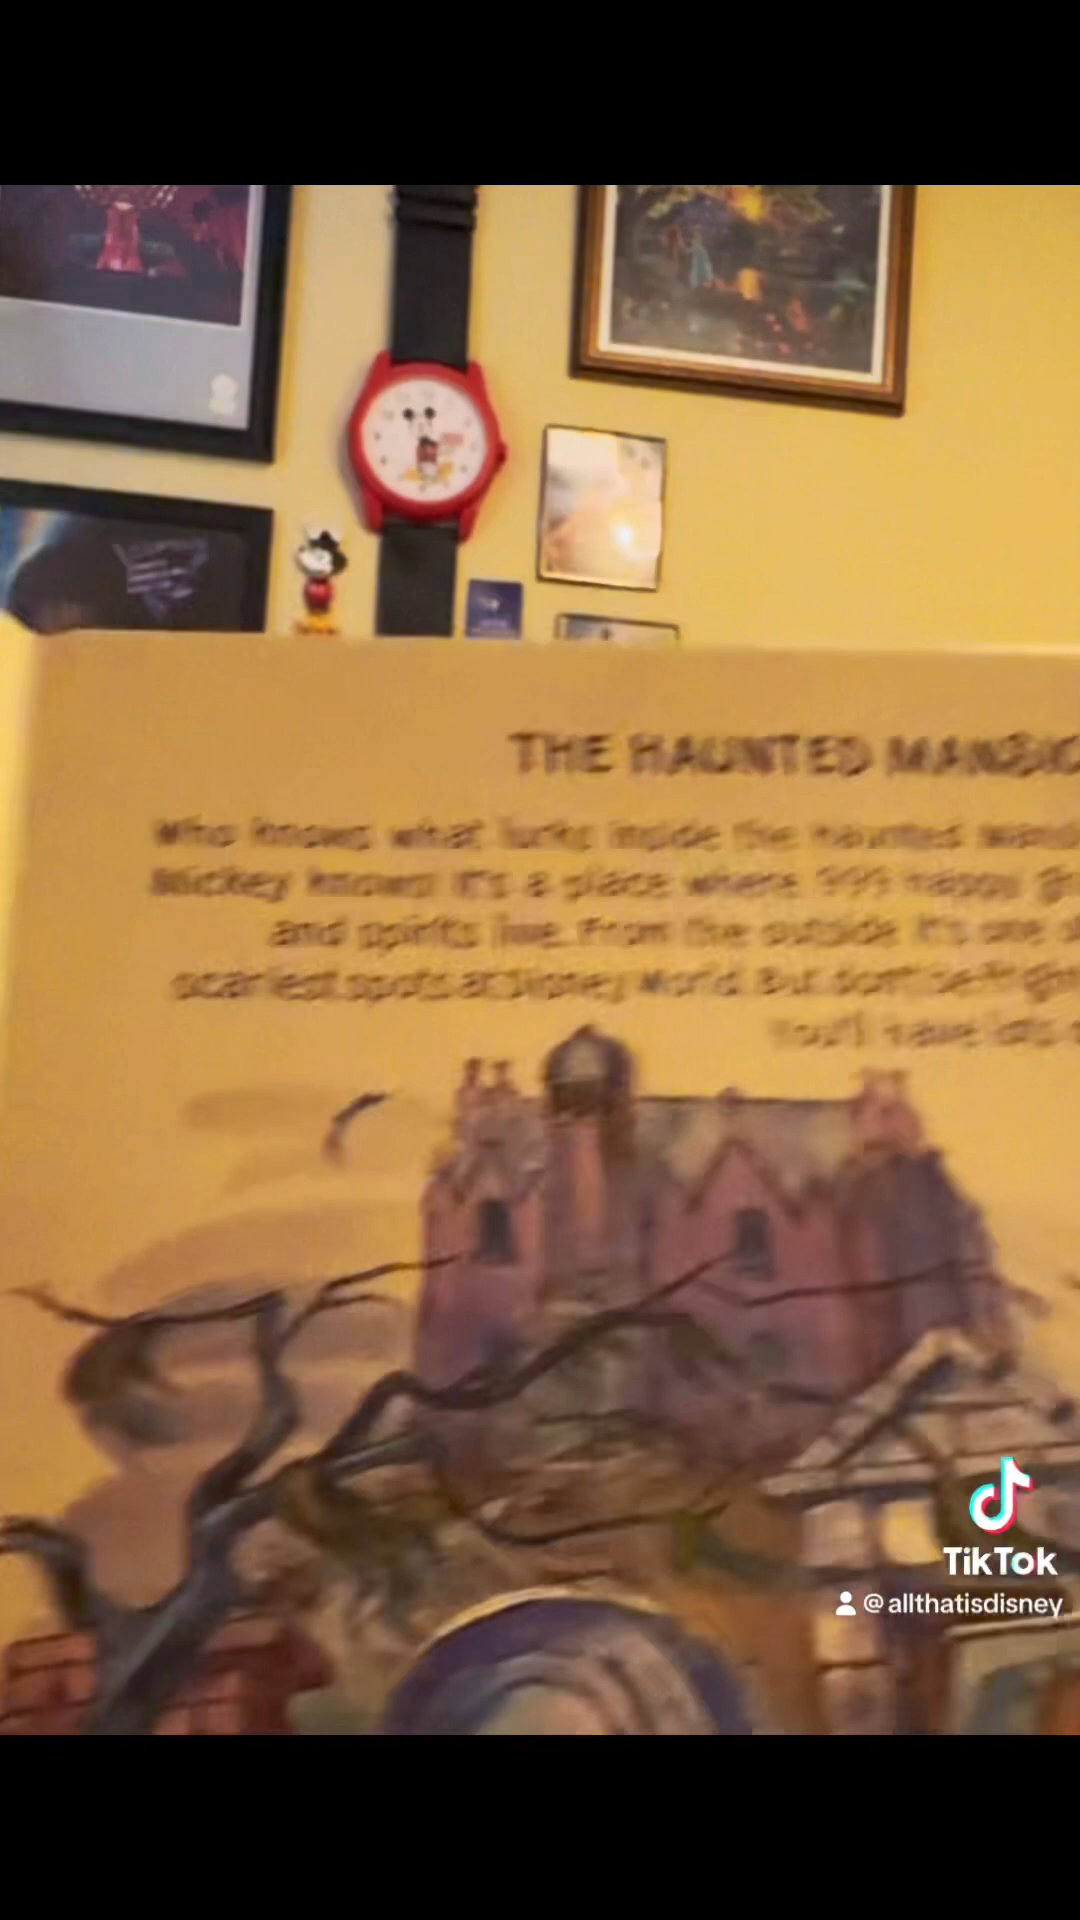 THE HAUNTED MANSIO
Who knows what lurks inside the Haunted Mansi
Mickey knows! It's a place where 999 happy gh
and spirits live. From the outside it's one o
scariest spots at Disney World. But don't be fright
You'll have lots o
TikTok
@allthatisdisney